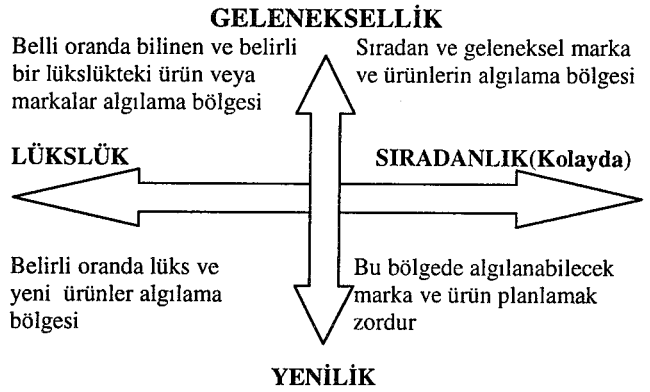 GELENEKSELLİK
Belli oranda bilinen ve belirli
bir lükslükteki ürün veya
markalar algılama bölgesi
Sıradan ve geleneksel marka
ve ürünlerin algılama bölgesi
LÜKSLÜK
SIRADANLIK(Kolayda)
Belirli oranda lüks ve
yeni ürünler algılama
bölgesi
Bu bölgede algılanabilecek
marka ve ürün planlamak
zordur
YENİLİK